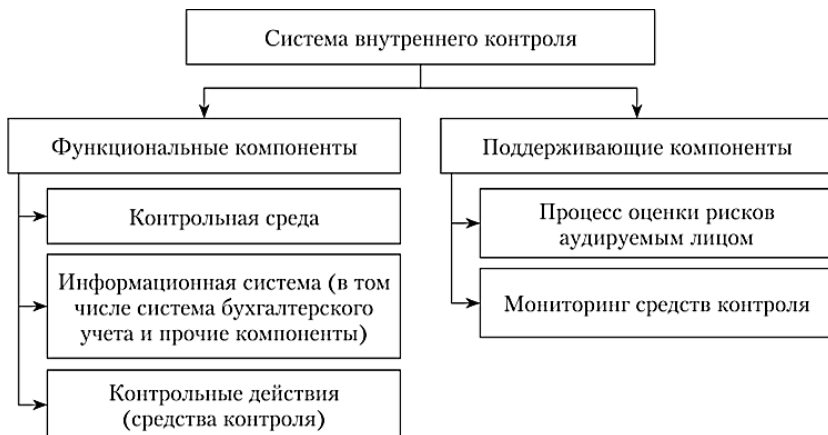 Система внутреннего контроля
Функциональные компоненты
Контрольная среда
Информационная система (в том
числе система бухгалтерского
учета и прочие компоненты)
Контрольные действия
(средства контроля)
Поддерживающие компоненты
Процесс оценки рисков
аудируемым лицом
Мониторинг средств контроля